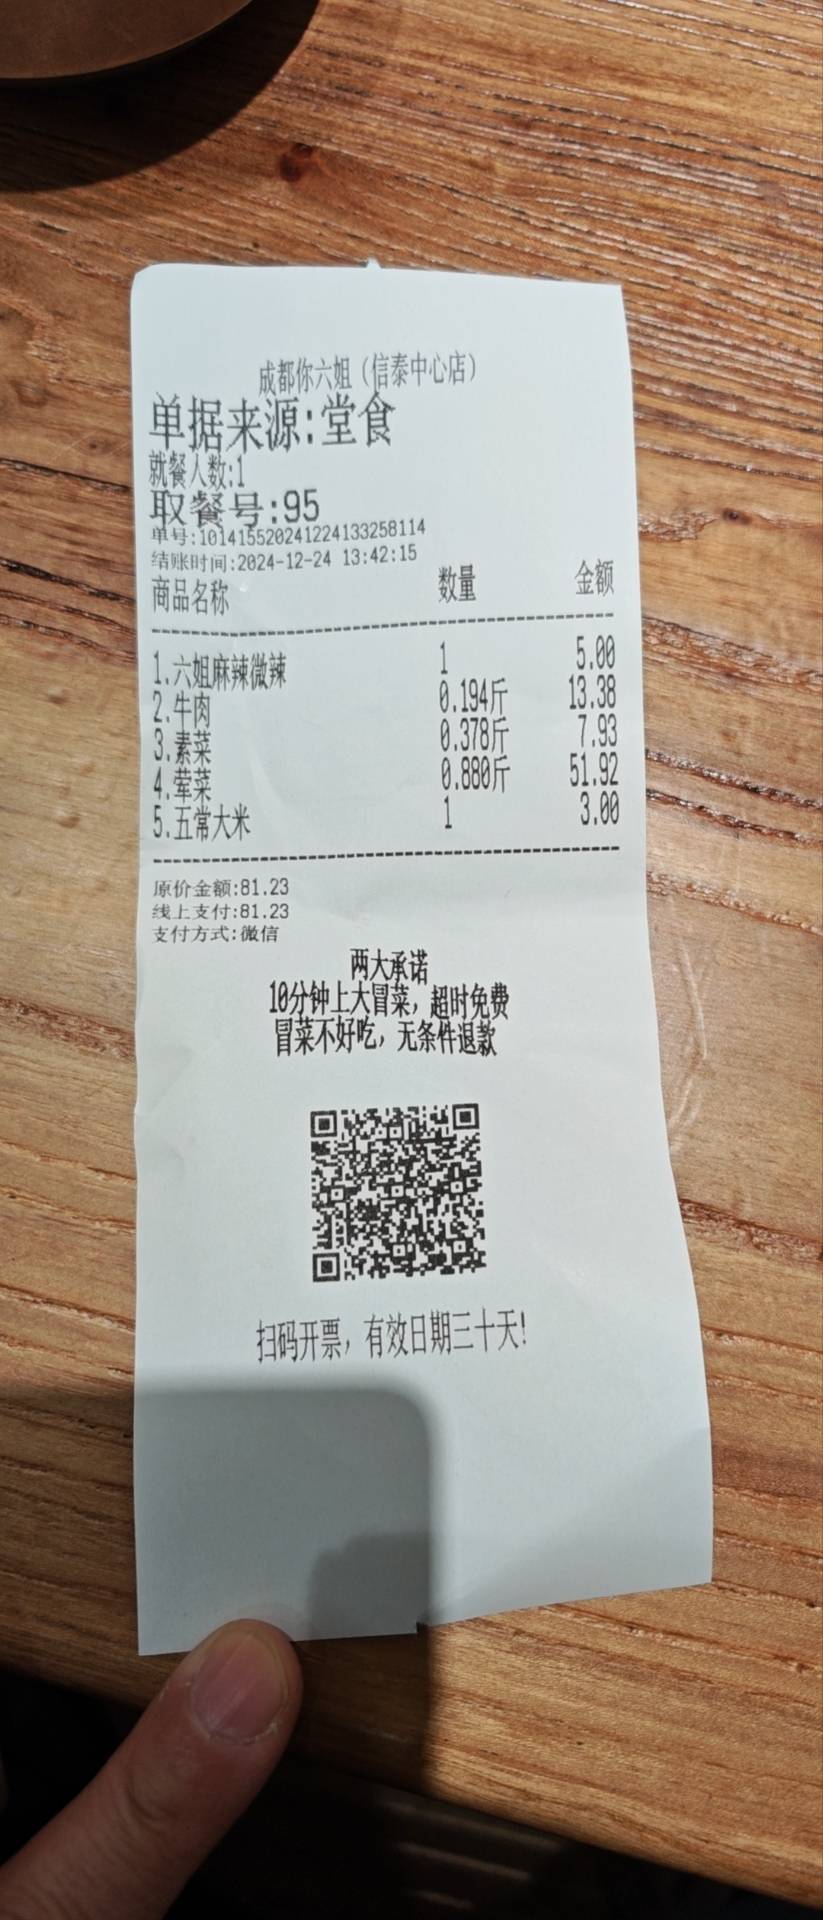 成都你六姐（信泰中心店）
单据来源:堂食
就餐人数:1
取餐号:95
单号:101415520241224133258114
结账时间:2024-12-24 13:42:15
商品名称 数量 金额
1.六姐麻辣微辣 1 5.00
2.牛肉 0.194斤 13.38
3.素菜 0.378斤 7.93
4.荤菜 0.880斤 51.92
5.五常大米 1 3.00
原价金额:81.23
线上支付:81.23
支付方式:微信
两大承诺
10分钟上大冒菜，超时免费
冒菜不好吃，无条件退款
扫码开票，有效日期三十天!